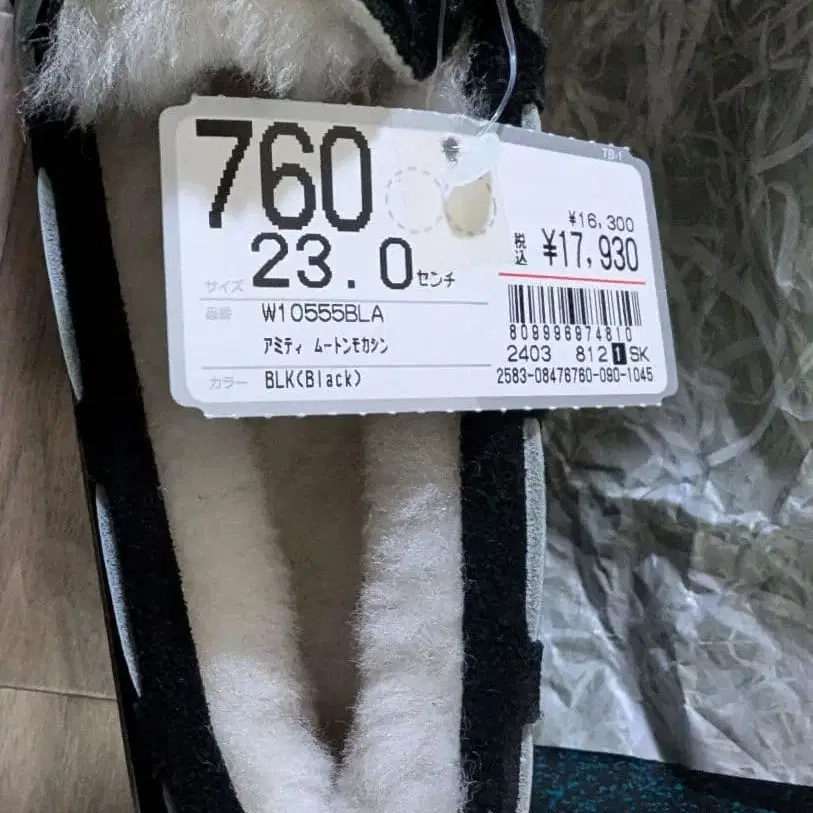 TB-1
760
¥16,300
税込 ¥17,930
サイズ 23.0センチ
品番 W10555BLA
アミティ ムートンモカシン
カラー BLK(Black)
809996974810
2403 812 1 SK
2583-08476760-090-1045